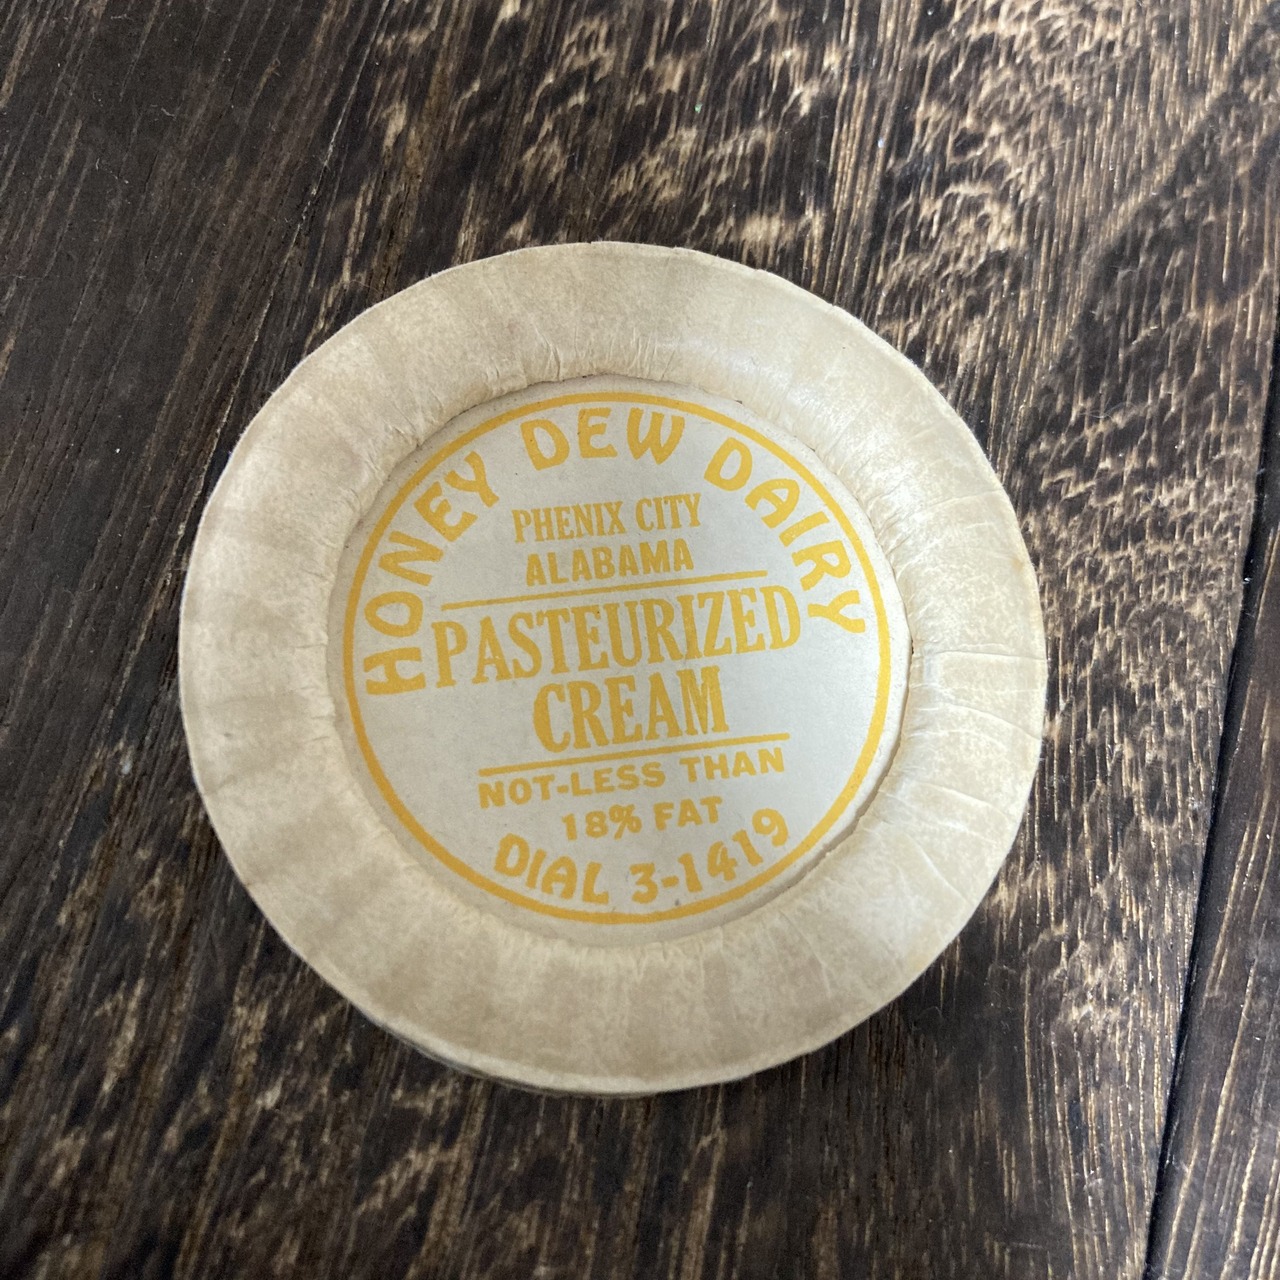 HONEY DEW DAIRY
PHENIX CITY
ALABAMA
PASTEURIZED
CREAM
NOT-LESS THAN
18% FAT
DIAL 3-1419